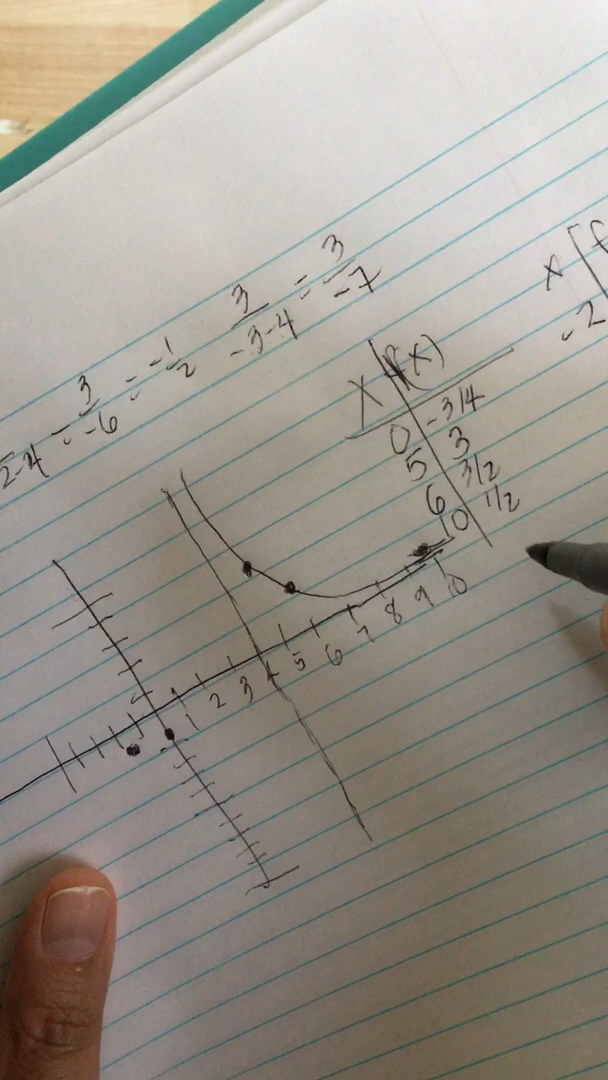 2-4 = 3/-6 = -1/2 3/-3-4 = 3/-7
x f
-2
X f(x)
0 -3/4
5 3
6 3/2
10 1/2
1 2 3 4 5 6 7 8 9 10